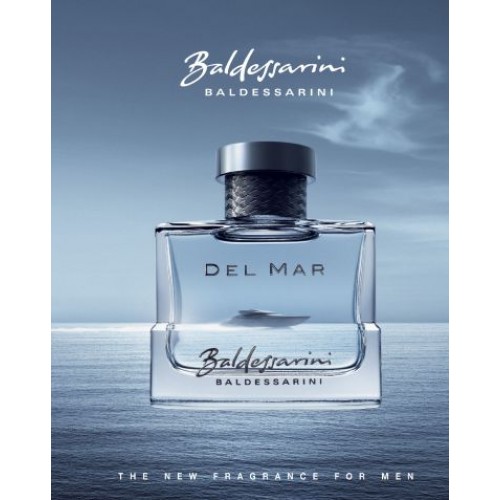 Baldessarini
BALDESSARINI
DEL MAR
Baldessarini
BALDESSARINI
THE NEW FRAGRANCE FOR MEN